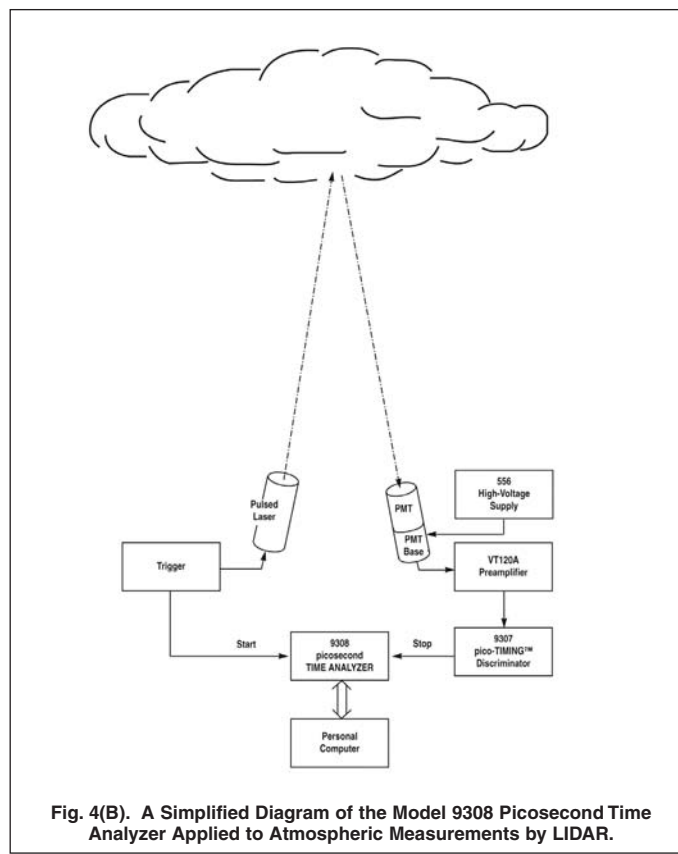 Pulsed
Laser
PMT
PMT
Base
556
High-Voltage
Supply
Trigger
VT120A
Preamplifier
Start
9308
picosecond
TIME ANALYZER
Stop
9307
pico-TIMING™
Discriminator
Personal
Computer
Fig. 4(B). A Simplified Diagram of the Model 9308 Picosecond Time
Analyzer Applied to Atmospheric Measurements by LIDAR.